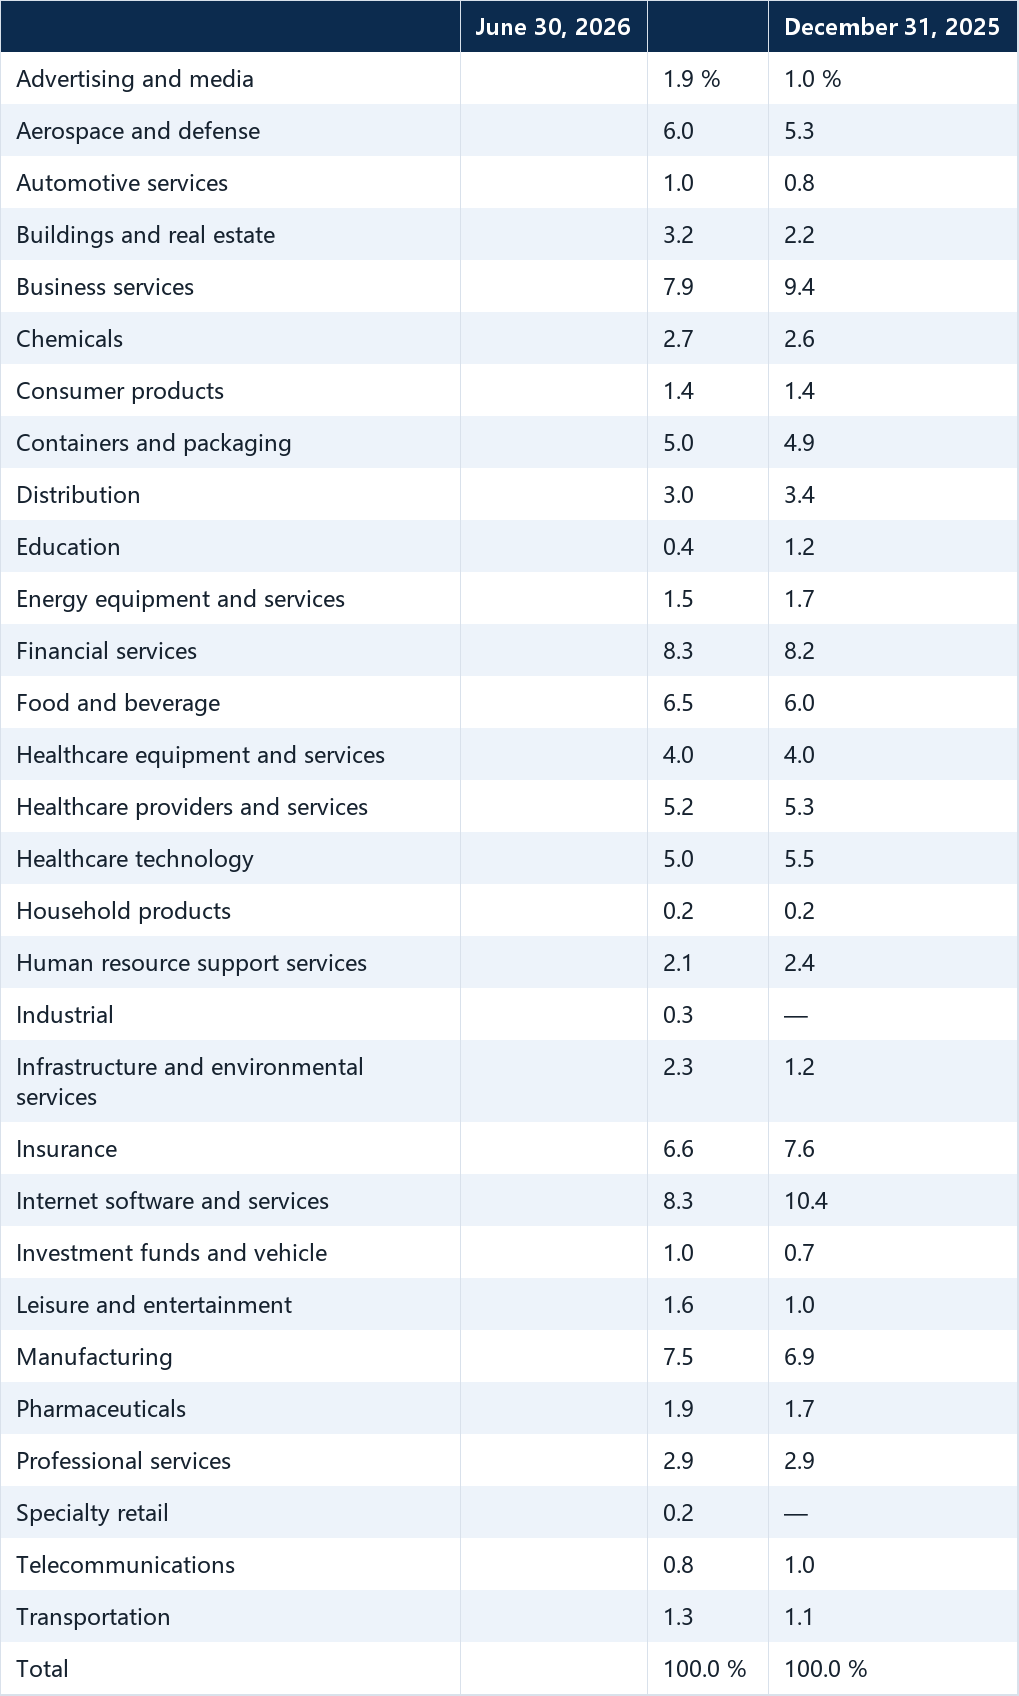 June 30, 2026 December 31, 2025
Advertising and media 1.9 % 1.0 %
Aerospace and defense 6.0 5.3
Automotive services 1.0 0.8
Buildings and real estate 3.2 2.2
Business services 7.9 9.4
Chemicals 2.7 2.6
Consumer products 1.4 1.4
Containers and packaging 5.0 4.9
Distribution 3.0 3.4
Education 0.4 1.2
Energy equipment and services 1.5 1.7
Financial services 8.3 8.2
Food and beverage 6.5 6.0
Healthcare equipment and services 4.0 4.0
Healthcare providers and services 5.2 5.3
Healthcare technology 5.0 5.5
Household products 0.2 0.2
Human resource support services 2.1 2.4
Industrial 0.3 —
Infrastructure and environmental 2.3 1.2
services
Insurance 6.6 7.6
Internet software and services 8.3 10.4
Investment funds and vehicle 1.0 0.7
Leisure and entertainment 1.6 1.0
Manufacturing 7.5 6.9
Pharmaceuticals 1.9 1.7
Professional services 2.9 2.9
Specialty retail 0.2 —
Telecommunications 0.8 1.0
Transportation 1.3 1.1
Total 100.0 % 100.0 %